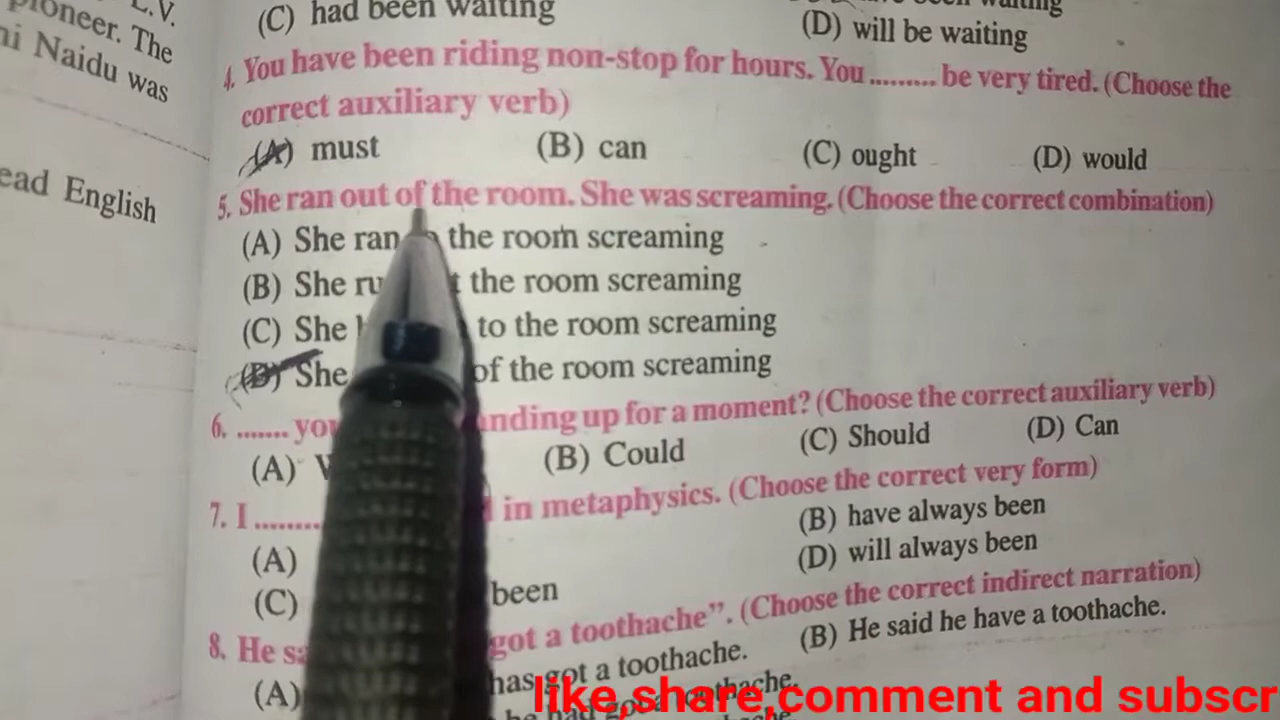 L.V.
pioneer. The
ni Naidu was
ead English
(C) had been waiting
(D) will be waiting
4. You have been riding non-stop for hours. You ......... be very tired. (Choose the
correct auxiliary verb)
(A) must (B) can (C) ought (D) would
5. She ran out of the room. She was screaming. (Choose the correct combination)
(A) She ran the room screaming
(B) She the room screaming
(C) She to the room screaming
(D) She of the room screaming
6. ....... up for a moment? (Choose the correct auxiliary verb)
(A) (B) Could (C) Should (D) Can
7. I ......... in metaphysics. (Choose the correct very form)
(A) (B) have always been
(C) been (D) will always been
8. He got a toothache”. (Choose the correct indirect narration)
(A) has got a toothache. (B) He said he have a toothache.
had got a toothache.
like,share,comment and subscr